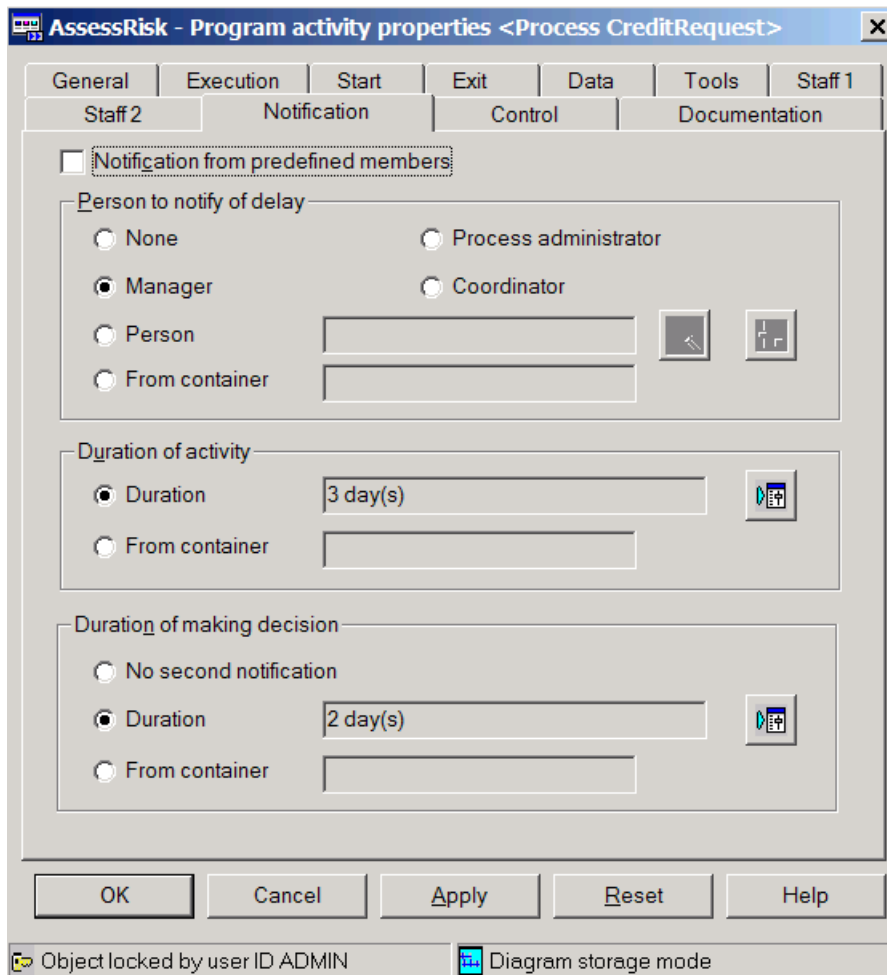 AssessRisk - Program activity properties <Process CreditRequest>
General Execution Start Exit Data Tools Staff 1
Staff 2 Notification Control Documentation
Notification from predefined members
Person to notify of delay
None Process administrator
Manager Coordinator
Person
From container
Duration of activity
Duration 3 day(s)
From container
Duration of making decision
No second notification
Duration 2 day(s)
From container
OK Cancel Apply Reset Help
Object locked by user ID ADMIN Diagram storage mode